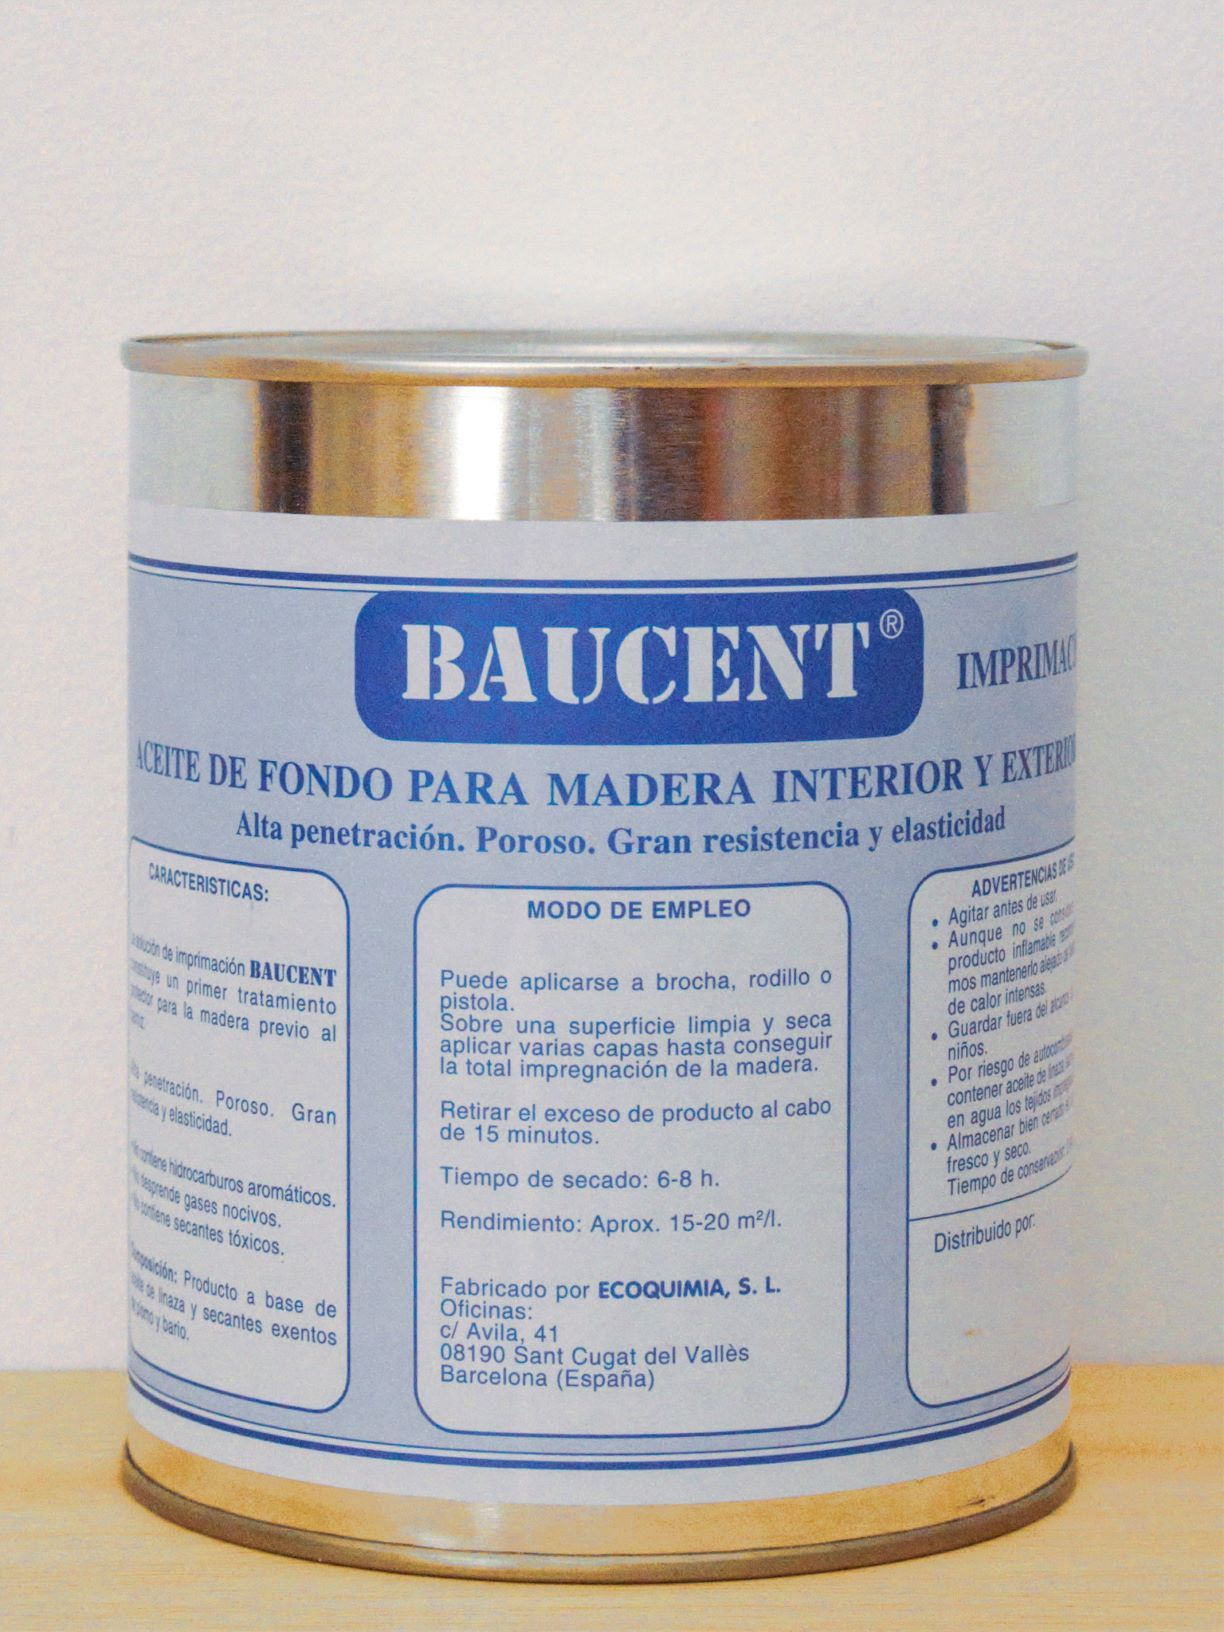 BAUCENT®
ACEITE DE FONDO PARA MADERA INTERIOR Y
Alta penetración. Poroso. Gran resistencia y elasticidad
CARACTERISTICAS:
de imprimación BAUCENT
un primer tratamiento
para la madera previo al
penetración. Poroso. Gran
y elasticidad.
contiene hidrocarburos aromáticos.
desprende gases nocivos.
contiene secantes tóxicos.
Producto a base de
de linaza y secantes exentos
y bario.
MODO DE EMPLEO
Puede aplicarse a brocha, rodillo o
pistola.
Sobre una superficie limpia y seca
aplicar varias capas hasta conseguir
la total impregnación de la madera.
Retirar el exceso de producto al cabo
de 15 minutos.
Tiempo de secado: 6-8 h.
Rendimiento: Aprox. 15-20 m²/l.
Fabricado por ECOQUIMIA, S. L.
Oficinas:
c/ Avila, 41
08190 Sant Cugat del Vallès
Barcelona (España)
ADVERTENCIAS DE
• Agitar antes de usar.
• Aunque no se
producto inflamable
mos mantenerlo alejado
de calor intensas.
• Guardar fuera del
niños.
• Por riesgo de
contener aceite de linaza,
en agua los tejidos
• Almacenar bien cerrado
fresco y seco.
Tiempo de
Distribuido por: